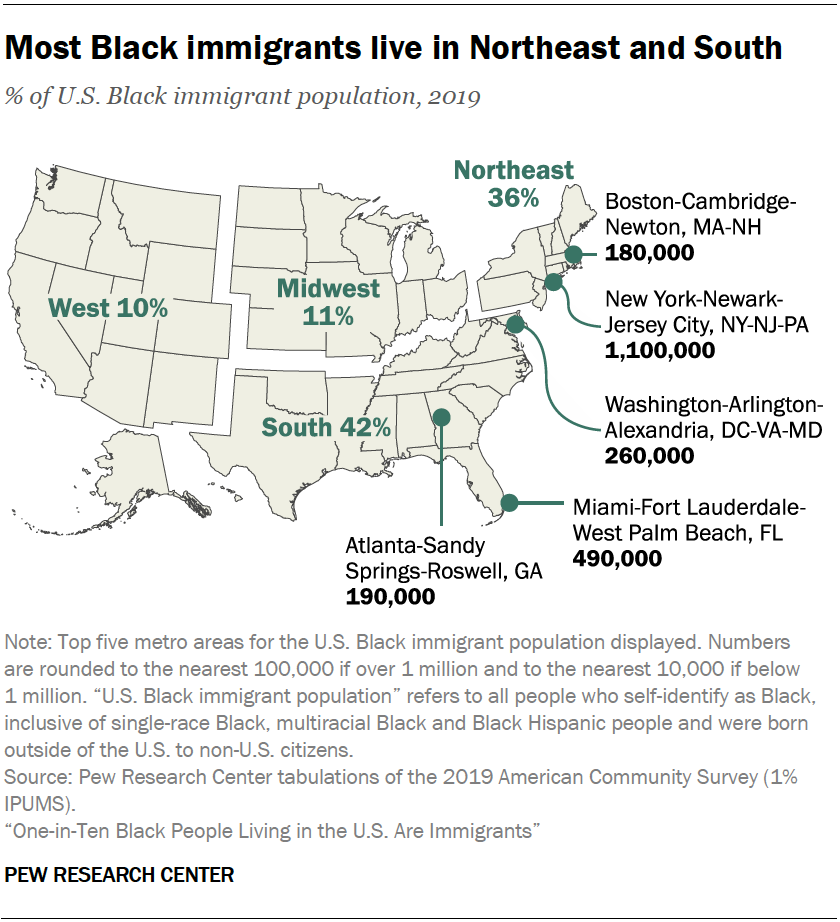 Most Black immigrants live in Northeast and South
% of U.S. Black immigrant population, 2019
Northeast
36%
Boston-Cambridge-
Newton, MA-NH
180,000
West 10%
Midwest
11%
New York-Newark-
Jersey City, NY-NJ-PA
1,100,000
South 42%
Washington-Arlington-
Alexandria, DC-VA-MD
260,000
Miami-Fort Lauderdale-
West Palm Beach, FL
490,000
Atlanta-Sandy
Springs-Roswell, GA
190,000
Note: Top five metro areas for the U.S. Black immigrant population displayed. Numbers
are rounded to the nearest 100,000 if over 1 million and to the nearest 10,000 if below
1 million. “U.S. Black immigrant population” refers to all people who self-identify as Black,
inclusive of single-race Black, multiracial Black and Black Hispanic people and were born
outside of the U.S. to non-U.S. citizens.
Source: Pew Research Center tabulations of the 2019 American Community Survey (1%
IPUMS).
“One-in-Ten Black People Living in the U.S. Are Immigrants”
PEW RESEARCH CENTER